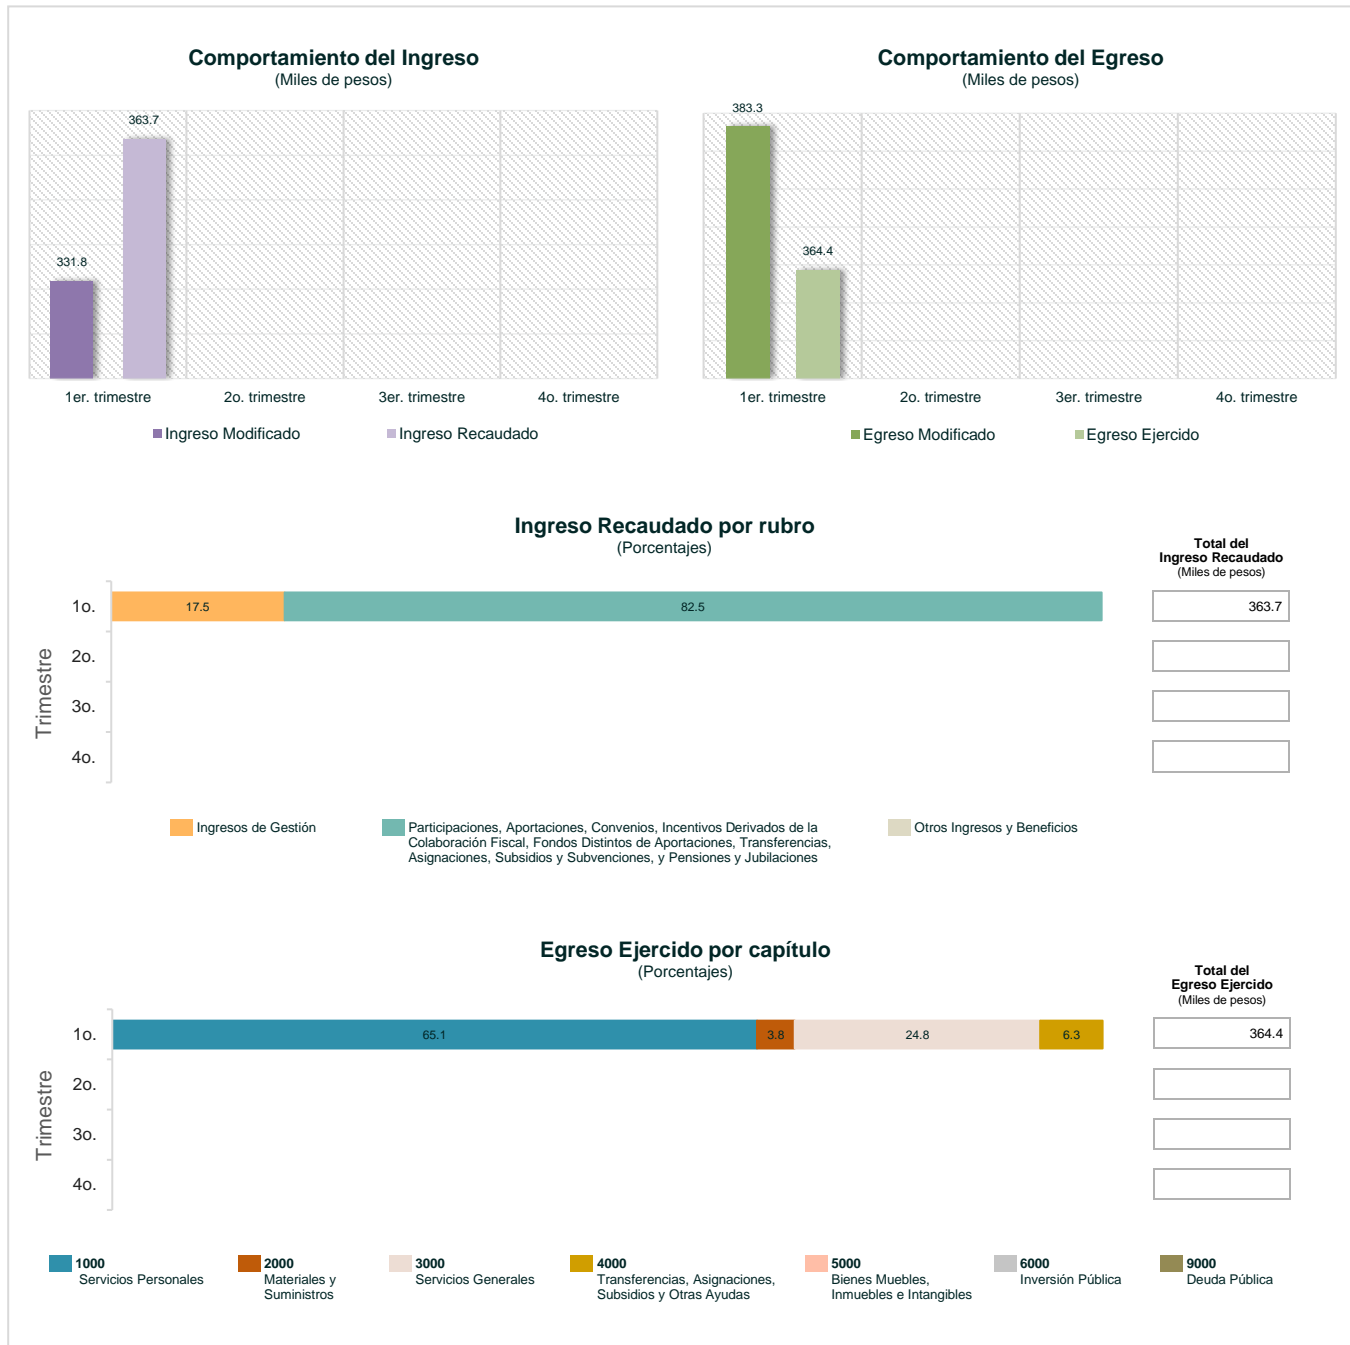 Comportamiento del Ingreso
(Miles de pesos)
363.7
331.8
1er. trimestre 2o. trimestre 3er. trimestre 4o. trimestre
Ingreso Modificado Ingreso Recaudado
Comportamiento del Egreso
(Miles de pesos)
383.3
364.4
1er. trimestre 2o. trimestre 3er. trimestre 4o. trimestre
Egreso Modificado Egreso Ejercido
Ingreso Recaudado por rubro
(Porcentajes)
Total del
Ingreso Recaudado
(Miles de pesos)
Trimestre
1o. 17.5 82.5 363.7
2o.
3o.
4o.
Ingresos de Gestión
Participaciones, Aportaciones, Convenios, Incentivos Derivados de la
Colaboración Fiscal, Fondos Distintos de Aportaciones, Transferencias,
Asignaciones, Subsidios y Subvenciones, y Pensiones y Jubilaciones
Otros Ingresos y Beneficios
Egreso Ejercido por capítulo
(Porcentajes)
Total del
Egreso Ejercido
(Miles de pesos)
Trimestre
1o. 65.1 3.8 24.8 6.3 364.4
2o.
3o.
4o.
1000
Servicios Personales
2000
Materiales y
Suministros
3000
Servicios Generales
4000
Transferencias, Asignaciones,
Subsidios y Otras Ayudas
5000
Bienes Muebles,
Inmuebles e Intangibles
6000
Inversión Pública
9000
Deuda Pública